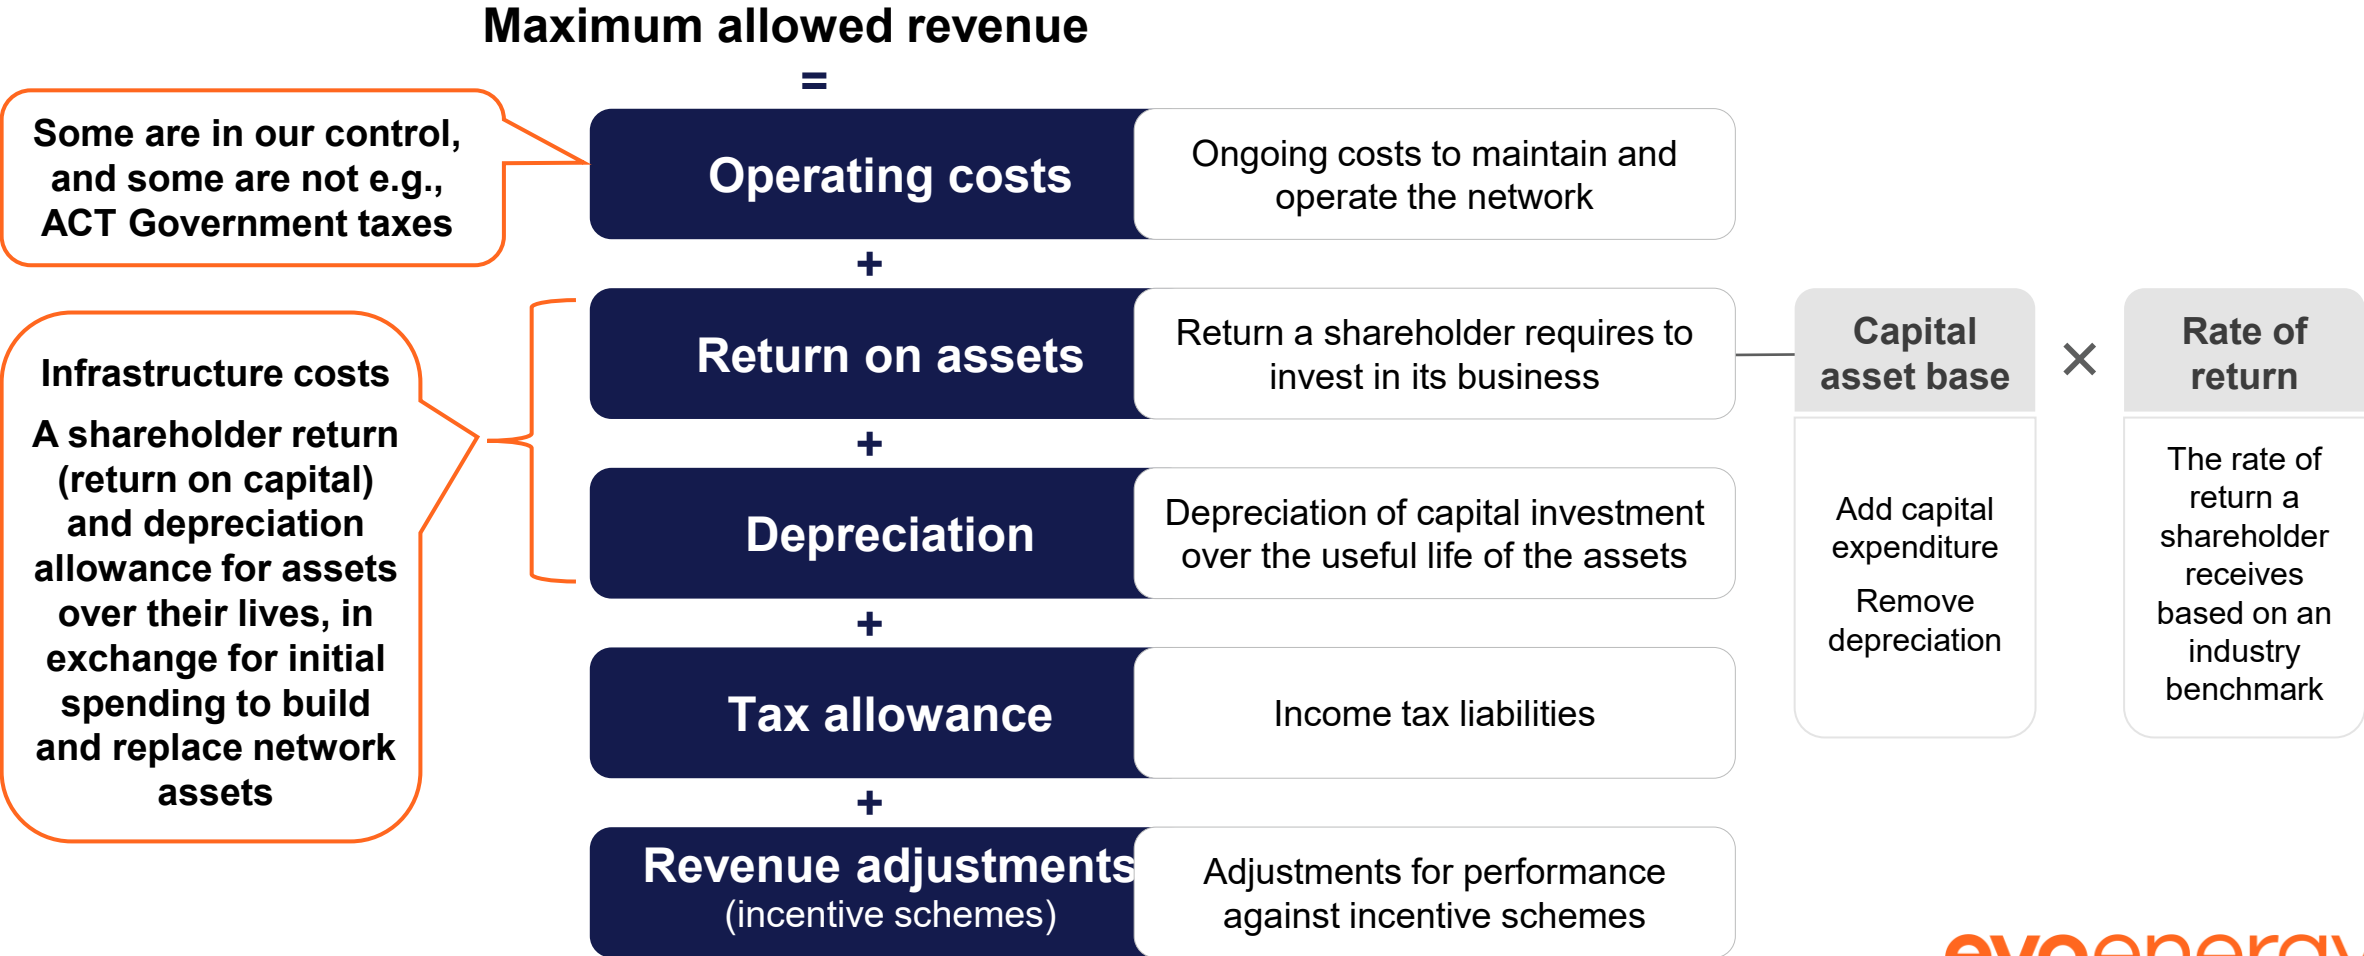 Maximum allowed revenue
=
Some are in our control,
and some are not e.g.,
ACT Government taxes
Operating costs
Ongoing costs to maintain and
operate the network
+
Infrastructure costs
A shareholder return
(return on capital)
and depreciation
allowance for assets
over their lives, in
exchange for initial
spending to build
and replace network
assets
Return on assets
Return a shareholder requires to
invest in its business
Capital
asset base
×
Rate of
return
Add capital
expenditure
Remove
depreciation
The rate of
return a
shareholder
receives
based on an
industry
benchmark
+
Depreciation
Depreciation of capital investment
over the useful life of the assets
+
Tax allowance
Income tax liabilities
+
Revenue adjustments
(incentive schemes)
Adjustments for performance
against incentive schemes
evoenergy